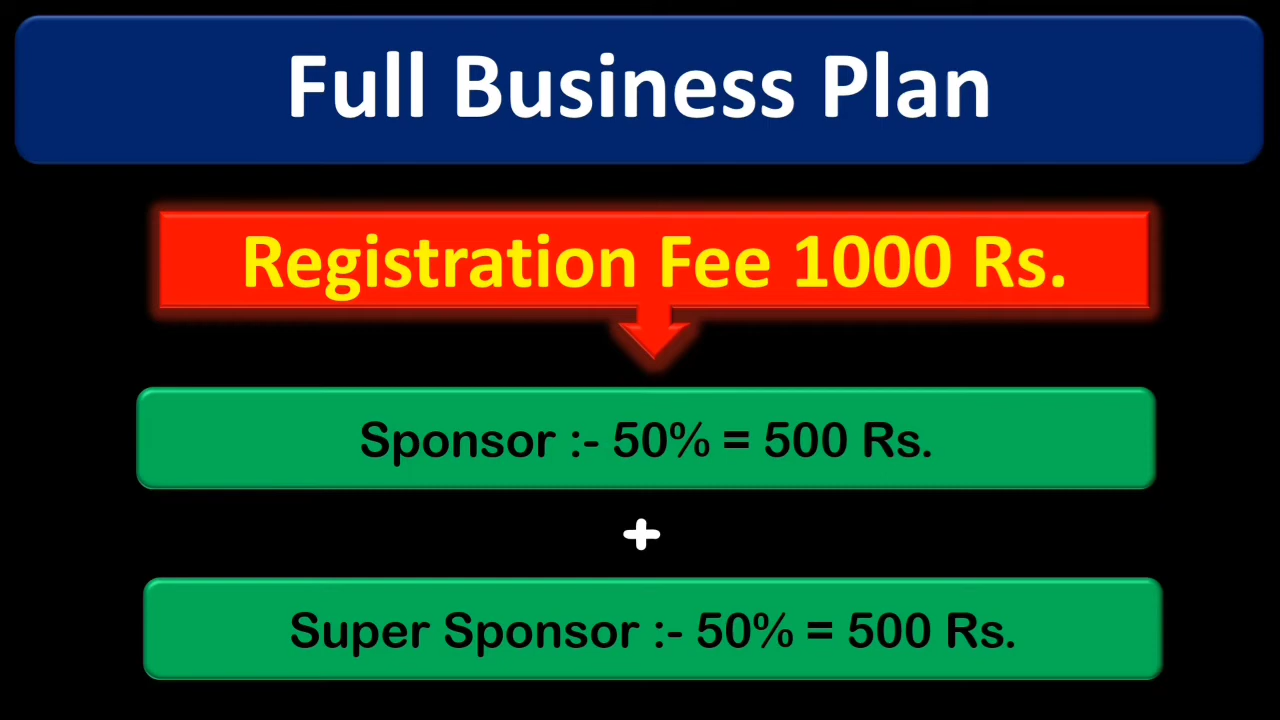 Full Business Plan
Registration Fee 1000 Rs.
Sponsor :- 50% = 500 Rs.
+
Super Sponsor :- 50% = 500 Rs.